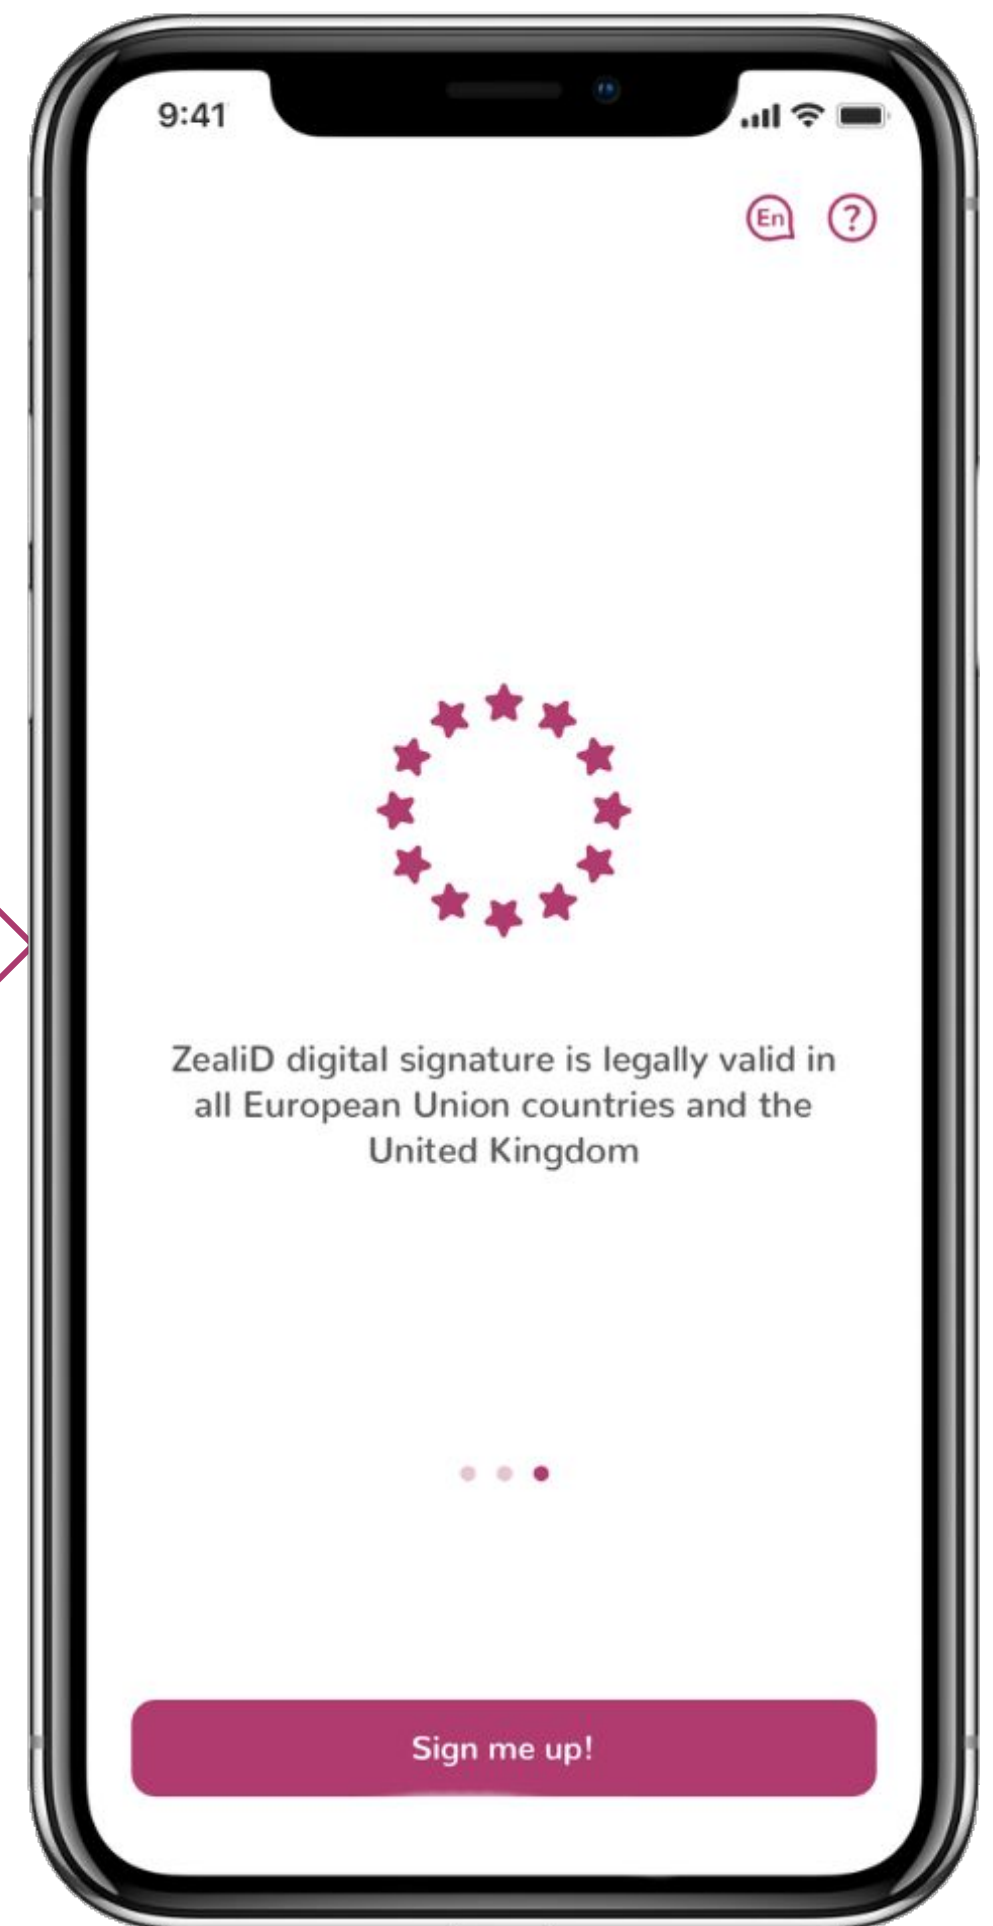 9:41
En ?
ZealiD digital signature is legally valid in
all European Union countries and the
United Kingdom
Sign me up!